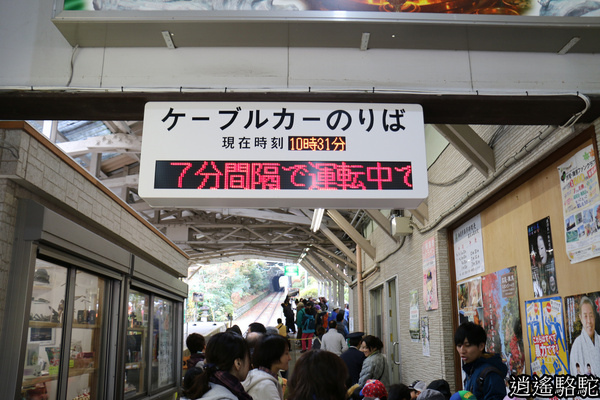 ケーブルカーのりば
現在時刻 10時31分
7分間隔で運転中で
逍遙駱駝